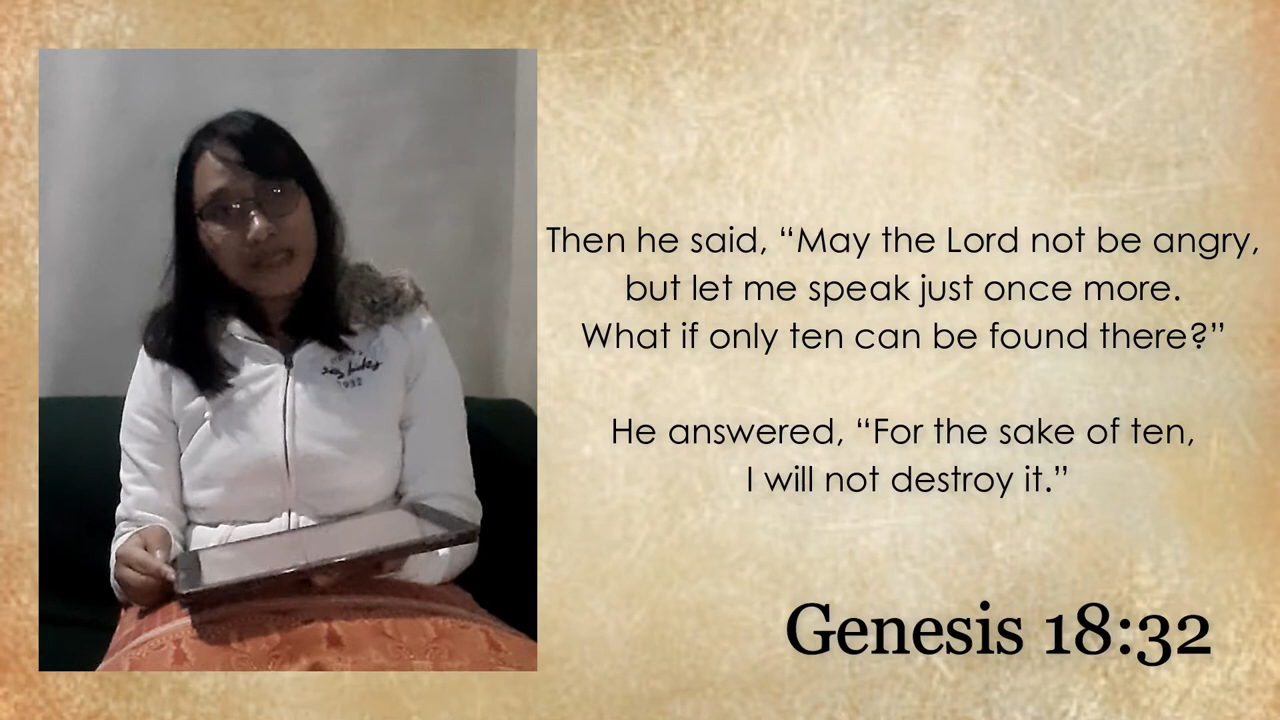 Then he said, “May the Lord not be angry,
but let me speak just once more.
What if only ten can be found there?”
He answered, “For the sake of ten,
I will not destroy it.”
Genesis 18:32
1982